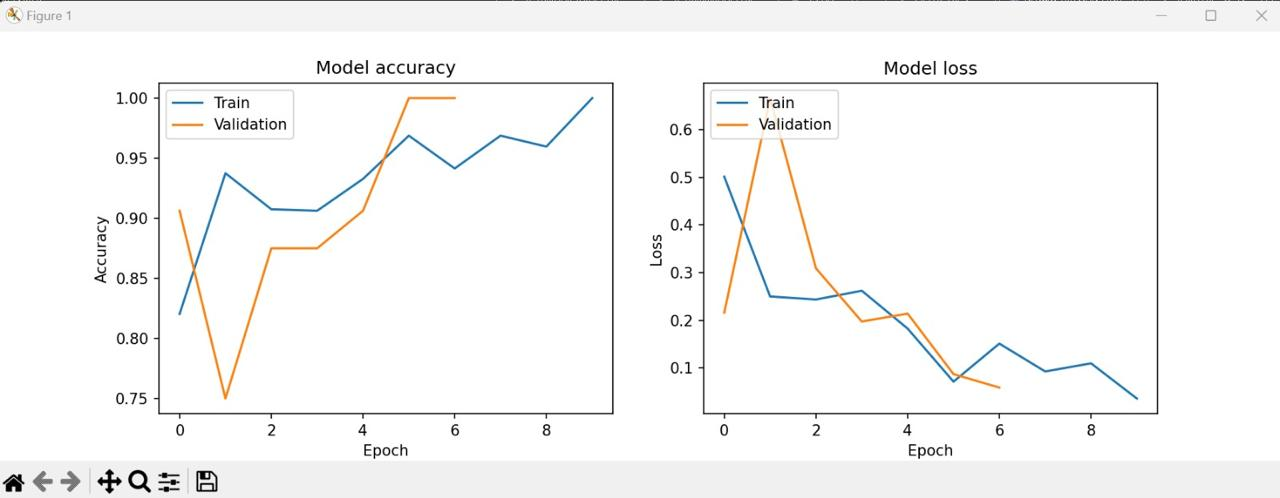 Figure 1
Model accuracy
Train
Validation
1.00
0.95
0.90
0.85
0.80
0.75
Accuracy
0 2 4 6 8
Epoch
Model loss
Train
Validation
0.6
0.5
0.4
0.3
0.2
0.1
Loss
0 2 4 6 8
Epoch